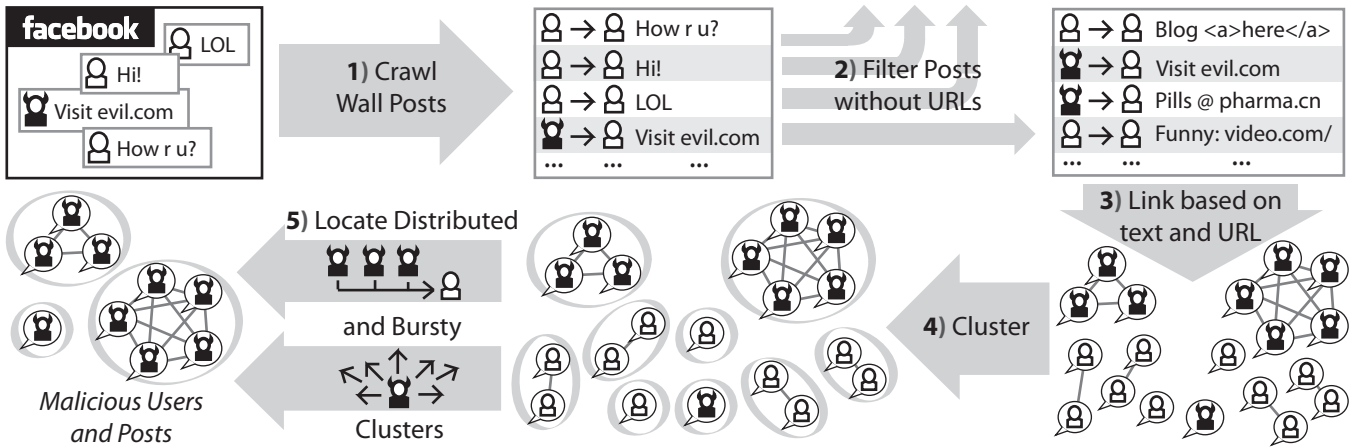 facebook
LOL
Hi!
Visit evil.com
How r u?
1) Crawl
Wall Posts
How r u?
Hi!
LOL
Visit evil.com
... ... ...
2) Filter Posts
without URLs
Blog <a>here</a>
Visit evil.com
Pills @ pharma.cn
Funny: video.com/
... ... ...
3) Link based on
text and URL
4) Cluster
5) Locate Distributed
and Bursty
Clusters
Malicious Users
and Posts